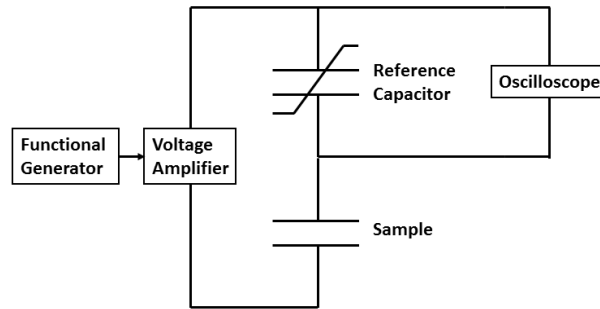 Functional
Generator
Voltage
Amplifier
Reference
Capacitor
Oscilloscope
Sample